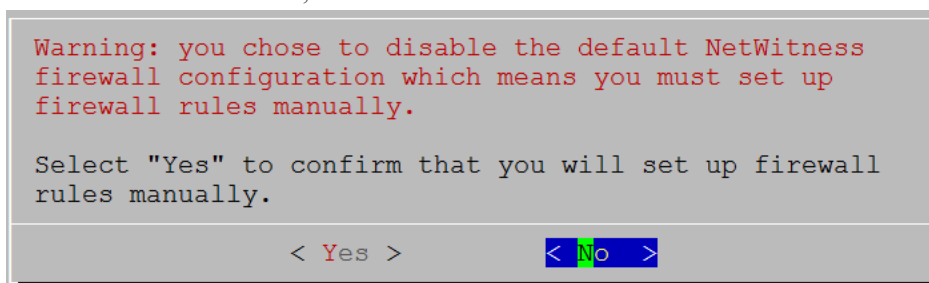 Warning: you chose to disable the default NetWitness
firewall configuration which means you must set up
firewall rules manually.
Select "Yes" to confirm that you will set up firewall
rules manually.
< Yes > < No >